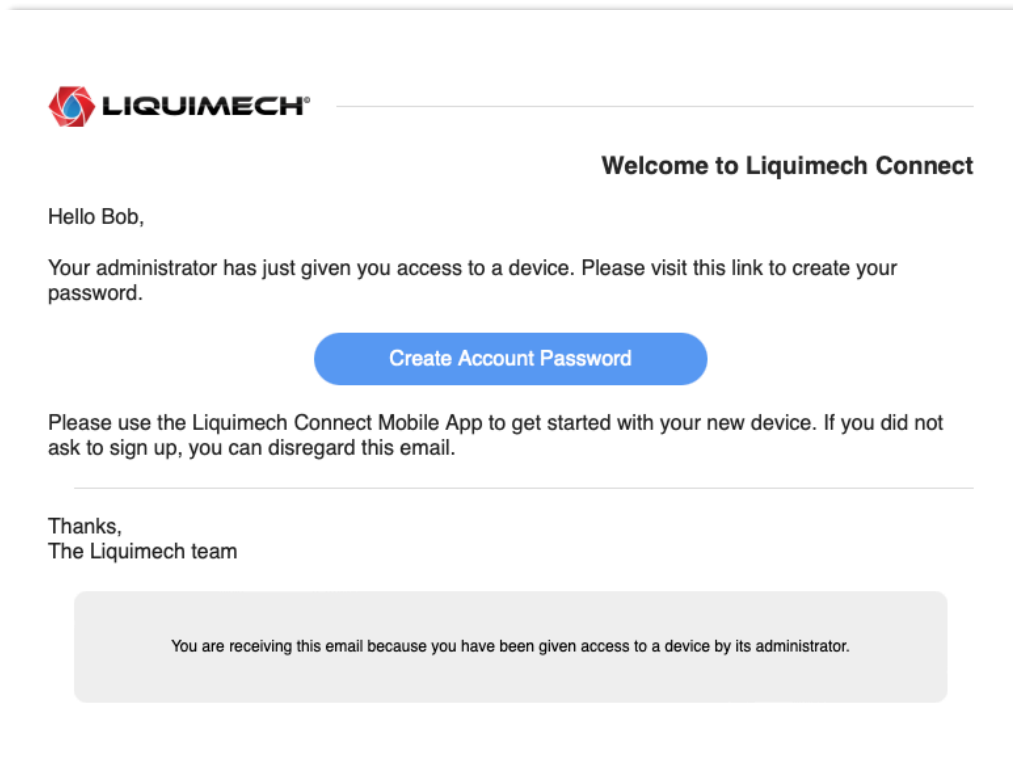 LIQUIMECH®
Welcome to Liquimech Connect
Hello Bob,
Your administrator has just given you access to a device. Please visit this link to create your
password.
Create Account Password
Please use the Liquimech Connect Mobile App to get started with your new device. If you did not
ask to sign up, you can disregard this email.
Thanks,
The Liquimech team
You are receiving this email because you have been given access to a device by its administrator.